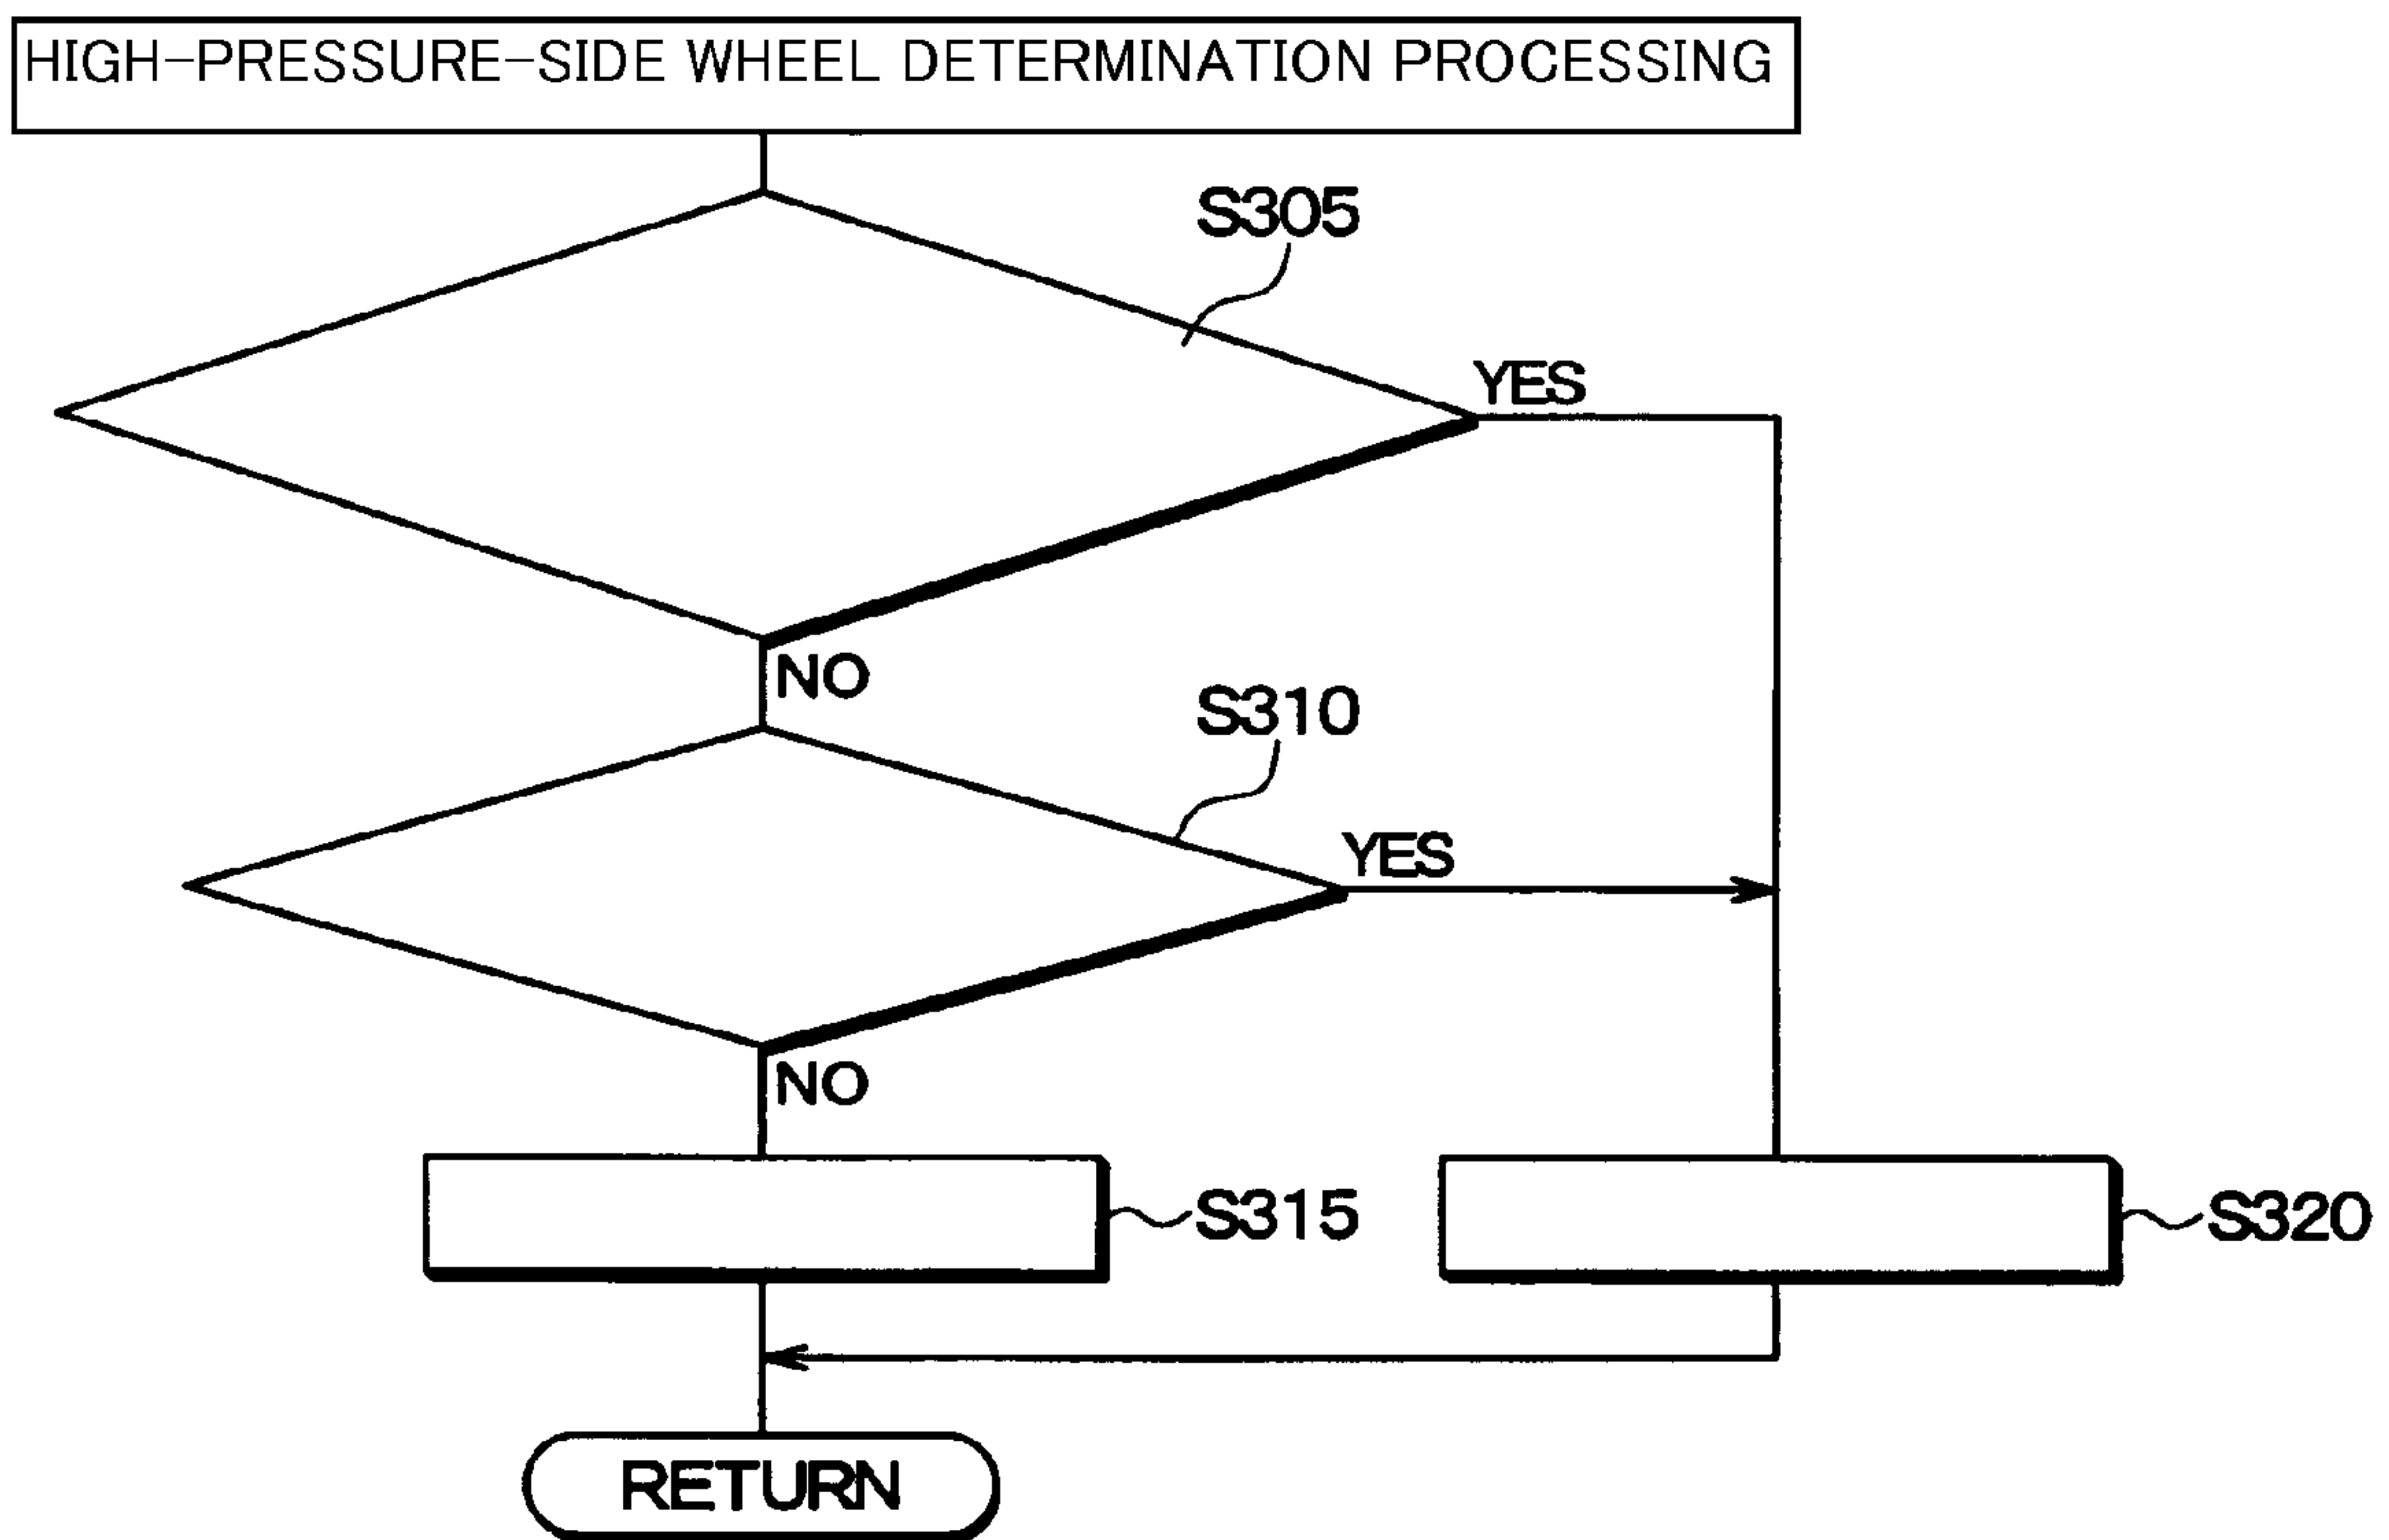 HIGH-PRESSURE-SIDE WHEEL DETERMINATION PROCESSING
S305
YES
NO
S310
YES
NO
S315
S320
RETURN